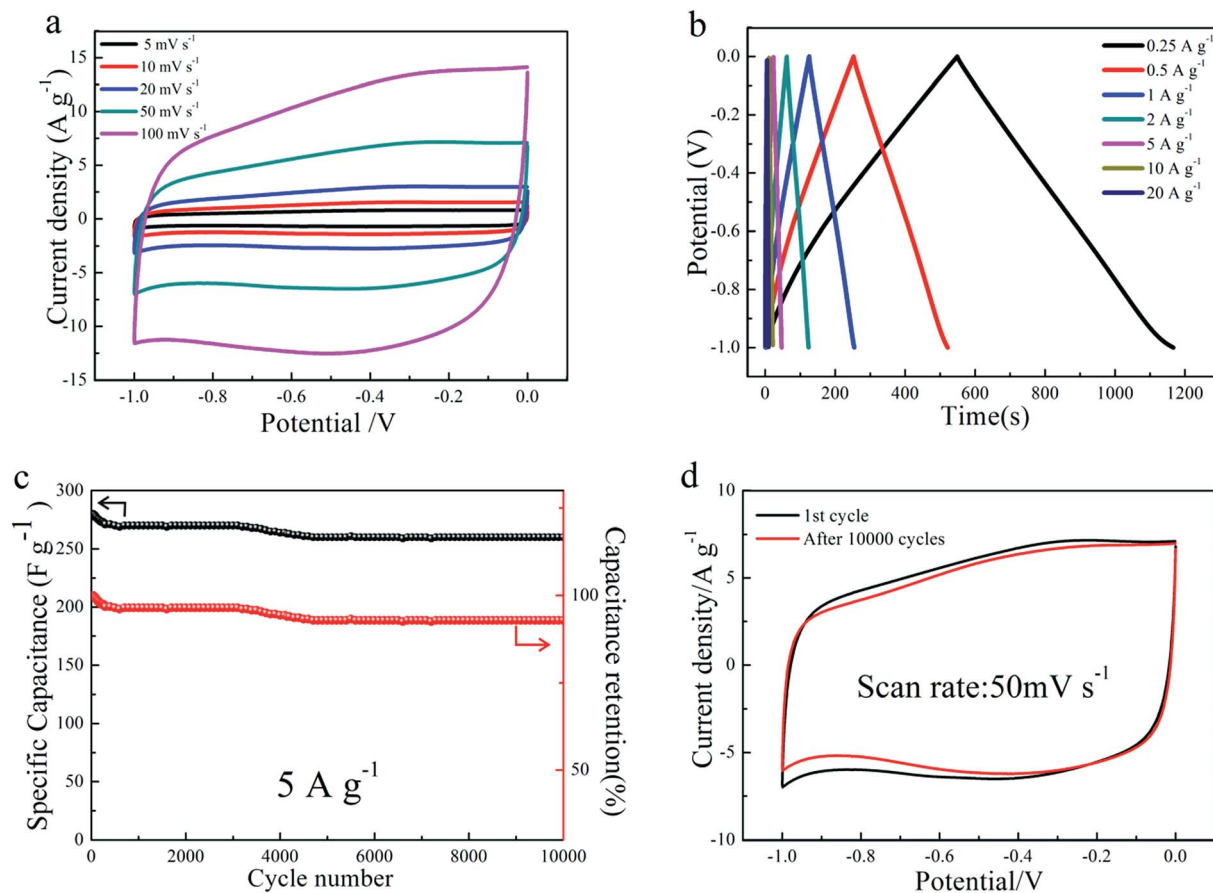 a
5 mV s⁻¹
10 mV s⁻¹
20 mV s⁻¹
50 mV s⁻¹
100 mV s⁻¹
Current density (A g⁻¹)
15
10
5
0
-5
-10
-15
-1.0 -0.8 -0.6 -0.4 -0.2 0.0
Potential /V
b
0.25 A g⁻¹
0.5 A g⁻¹
1 A g⁻¹
2 A g⁻¹
5 A g⁻¹
10 A g⁻¹
20 A g⁻¹
Potential (V)
0.0
-0.2
-0.4
-0.6
-0.8
-1.0
0 200 400 600 800 1000 1200
Time(s)
c
Specific Capacitance (F g⁻¹)
300
250
200
150
100
50
0
5 A g⁻¹
100
50
Capacitance retention(%)
0 2000 4000 6000 8000 10000
Cycle number
d
1st cycle
After 10000 cycles
Current density/A g⁻¹
10
5
0
-5
-10
Scan rate:50mV s⁻¹
-1.0 -0.8 -0.6 -0.4 -0.2 0.0
Potential/V